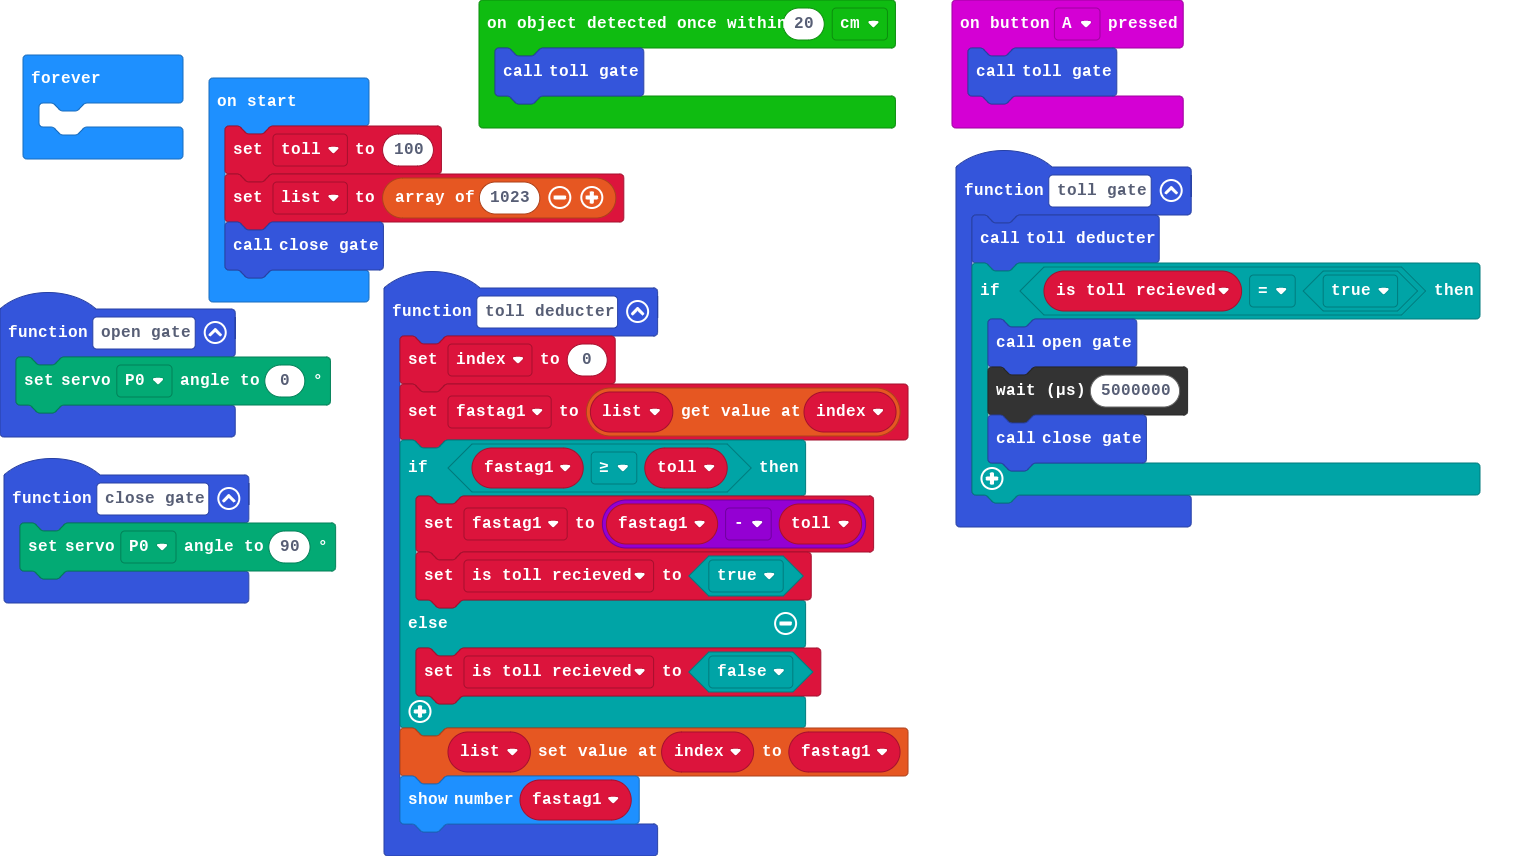 forever
on start
set toll to 100
set list to array of 1023
call close gate
on object detected once within 20 cm
call toll gate
on button A pressed
call toll gate
function open gate
set servo P0 angle to 0 °
function close gate
set servo P0 angle to 90 °
function toll deducter
set index to 0
set fastag1 to list get value at index
if fastag1 ≥ toll then
set fastag1 to fastag1 - toll
set is toll recieved to true
else
set is toll recieved to false
list set value at index to fastag1
show number fastag1
function toll gate
call toll deducter
if is toll recieved = true then
call open gate
wait (µs) 5000000
call close gate